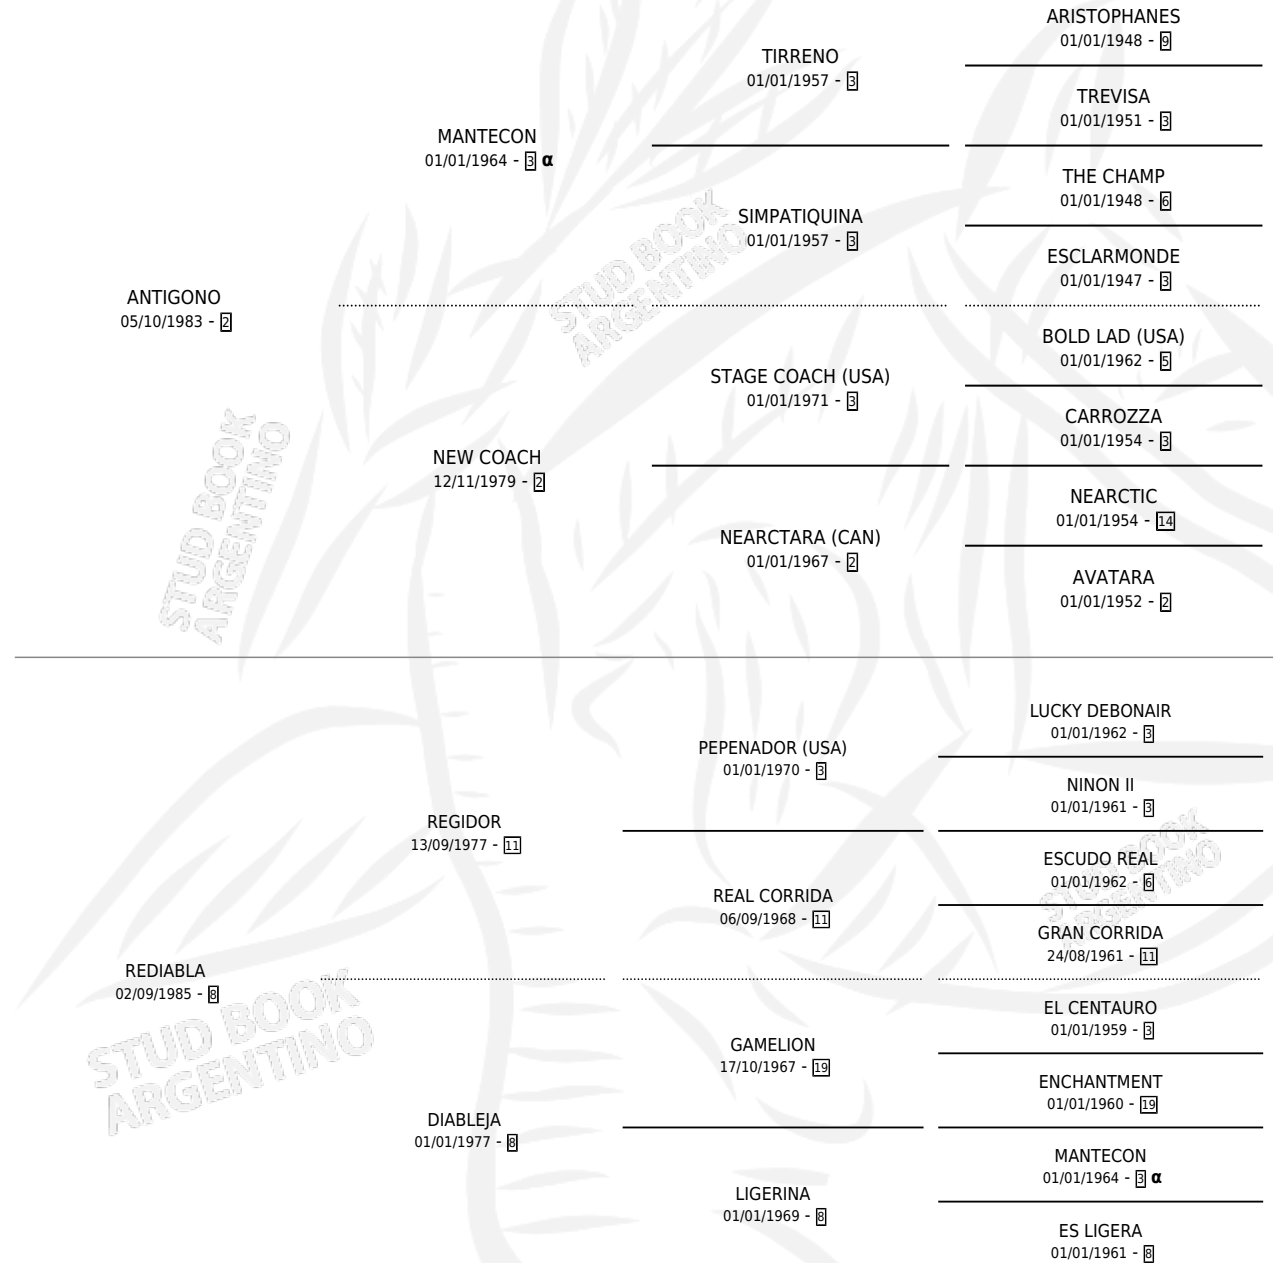 ARISTOPHANES
01/01/1948 - 9
TIRRENO
01/01/1957 - 3
TREVISA
01/01/1951 - 3
MANTECON
01/01/1964 - 3 α
THE CHAMP
01/01/1948 - 6
SIMPATIQUINA
01/01/1957 - 3
ESCLARMONDE
01/01/1947 - 3
ANTIGONO
05/10/1983 - 2
BOLD LAD (USA)
01/01/1962 - 5
STAGE COACH (USA)
01/01/1971 - 3
CARROZZA
01/01/1954 - 3
NEW COACH
12/11/1979 - 2
NEARCTIC
01/01/1954 - 14
NEARCTARA (CAN)
01/01/1967 - 2
AVATARA
01/01/1952 - 2
LUCKY DEBONAIR
01/01/1962 - 3
PEPENADOR (USA)
01/01/1970 - 3
NINON II
01/01/1961 - 3
REGIDOR
13/09/1977 - 11
ESCUDO REAL
01/01/1962 - 6
REAL CORRIDA
06/09/1968 - 11
GRAN CORRIDA
24/08/1961 - 11
REDIABLA
02/09/1985 - 8
EL CENTAURO
01/01/1959 - 3
GAMELION
17/10/1967 - 19
ENCHANTMENT
01/01/1960 - 19
DIABLEJA
01/01/1977 - 8
MANTECON
01/01/1964 - 3 α
LIGERINA
01/01/1969 - 8
ES LIGERA
01/01/1961 - 8
STUD BOOK
ARGENTINO
STUD BOOK
ARGENTINO
STUD BOOK
ARGENTINO
STUD BOOK
ARGENTINO